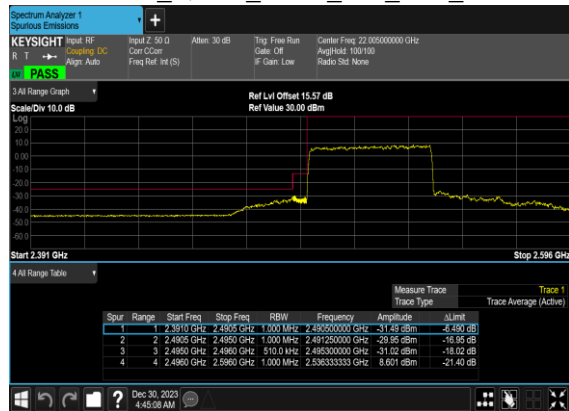 Spectrum Analyzer 1
Spurious Emissions
+
KEYSIGHT Input: RF Input Z: 50 Ω Atten: 30 dB Trig: Free Run Center Freq: 22.005000000 GHz
R T Coupling: DC Corr CCorr Gate: Off Avg|Hold: 100/100
Align: Auto Freq Ref: Int (S) IF Gain: Low Radio Std: None
PASS
3 All Range Graph
Ref Lvl Offset 15.57 dB
Scale/Div 10.0 dB Ref Value 30.00 dBm
Log
20.0
10.0
0.00
-10.0
-20.0
-30.0
-40.0
-50.0
-60.0
Start 2.391 GHz Stop 2.596 GHz
4 All Range Table
Measure Trace Trace 1
Trace Type Trace Average (Active)
Spur Range Start Freq Stop Freq RBW Frequency Amplitude ΔLimit
1 1 2.3910 GHz 2.4905 GHz 1.000 MHz 2.490500000 GHz -31.49 dBm -6.490 dB
2 2 2.4905 GHz 2.4950 GHz 1.000 MHz 2.491250000 GHz -29.95 dBm -16.95 dB
3 3 2.4950 GHz 2.4960 GHz 510.0 kHz 2.495300000 GHz -31.02 dBm -18.02 dB
4 4 2.4960 GHz 2.5960 GHz 1.000 MHz 2.536333333 GHz 8.601 dBm -21.40 dB
? Dec 30, 2023
4:45:08 AM